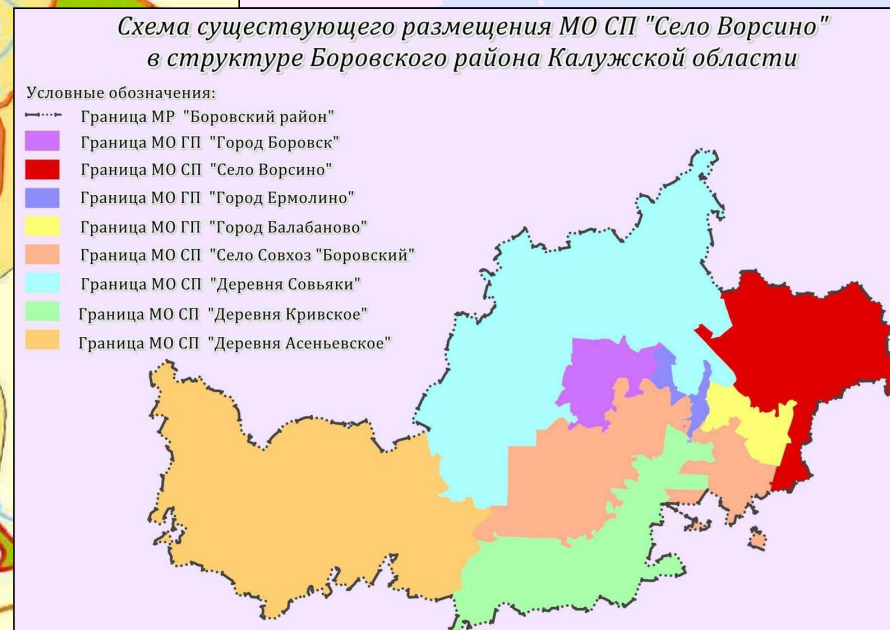 Схема существующего размещения МО СП "Село Ворсино"
в структуре Боровского района Калужской области
Условные обозначения:
Граница МР "Боровский район"
Граница МО ГП "Город Боровск"
Граница МО СП "Село Ворсино"
Граница МО ГП "Город Ермолино"
Граница МО ГП "Город Балабаново"
Граница МО СП "Село Совхоз "Боровский"
Граница МО СП "Деревня Совьяки"
Граница МО СП "Деревня Кривское"
Граница МО СП "Деревня Асеньевское"